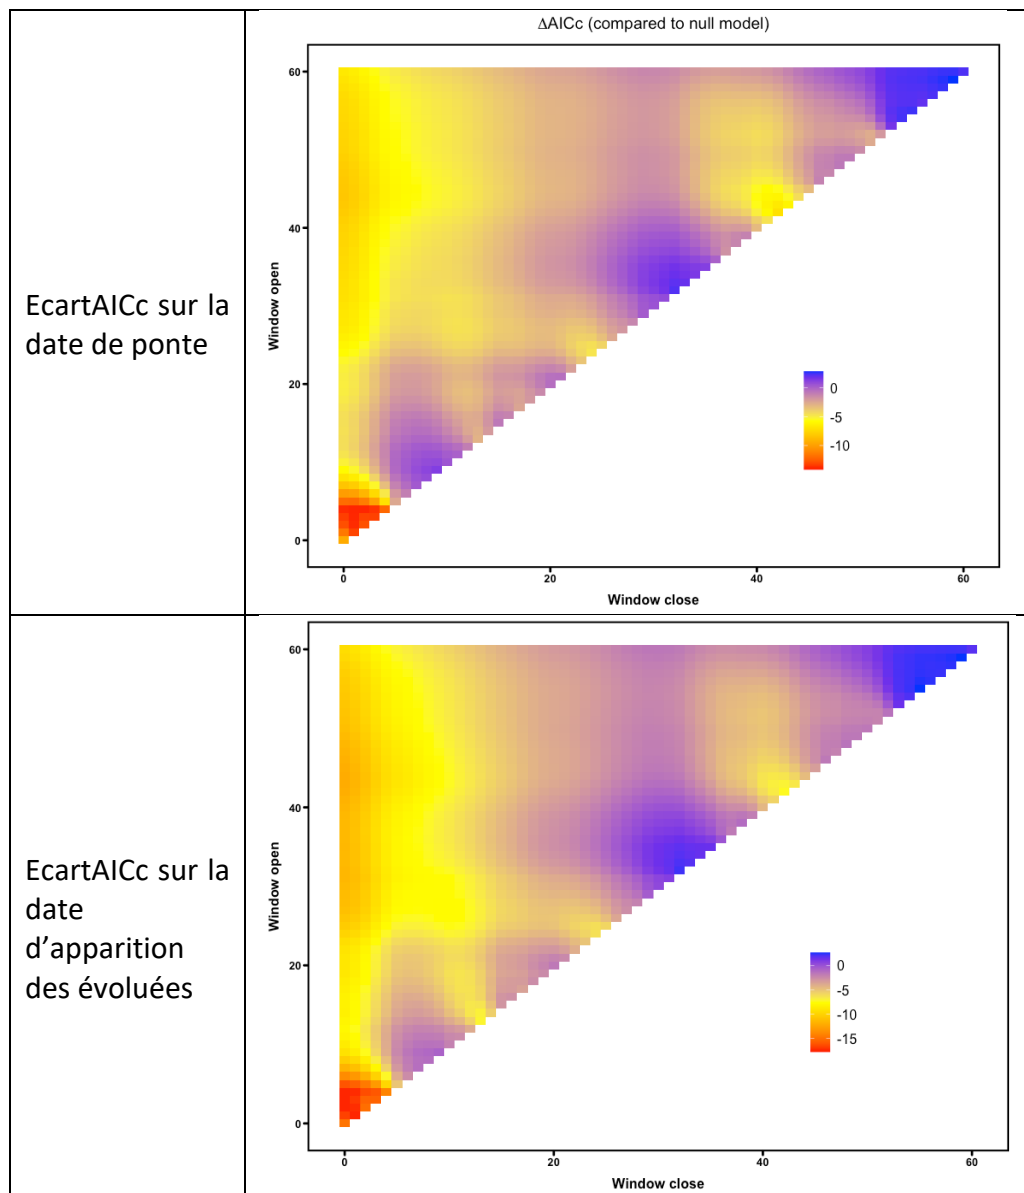 EcartAICc sur la
date de ponte
ΔAICc (compared to null model)
60
40
20
0
Window open
0
-5
-10
0
20
40
60
Window close
EcartAICc sur la
date
d’apparition
des évoluées
60
40
20
0
Window open
0
-5
-10
-15
0
20
40
60
Window close